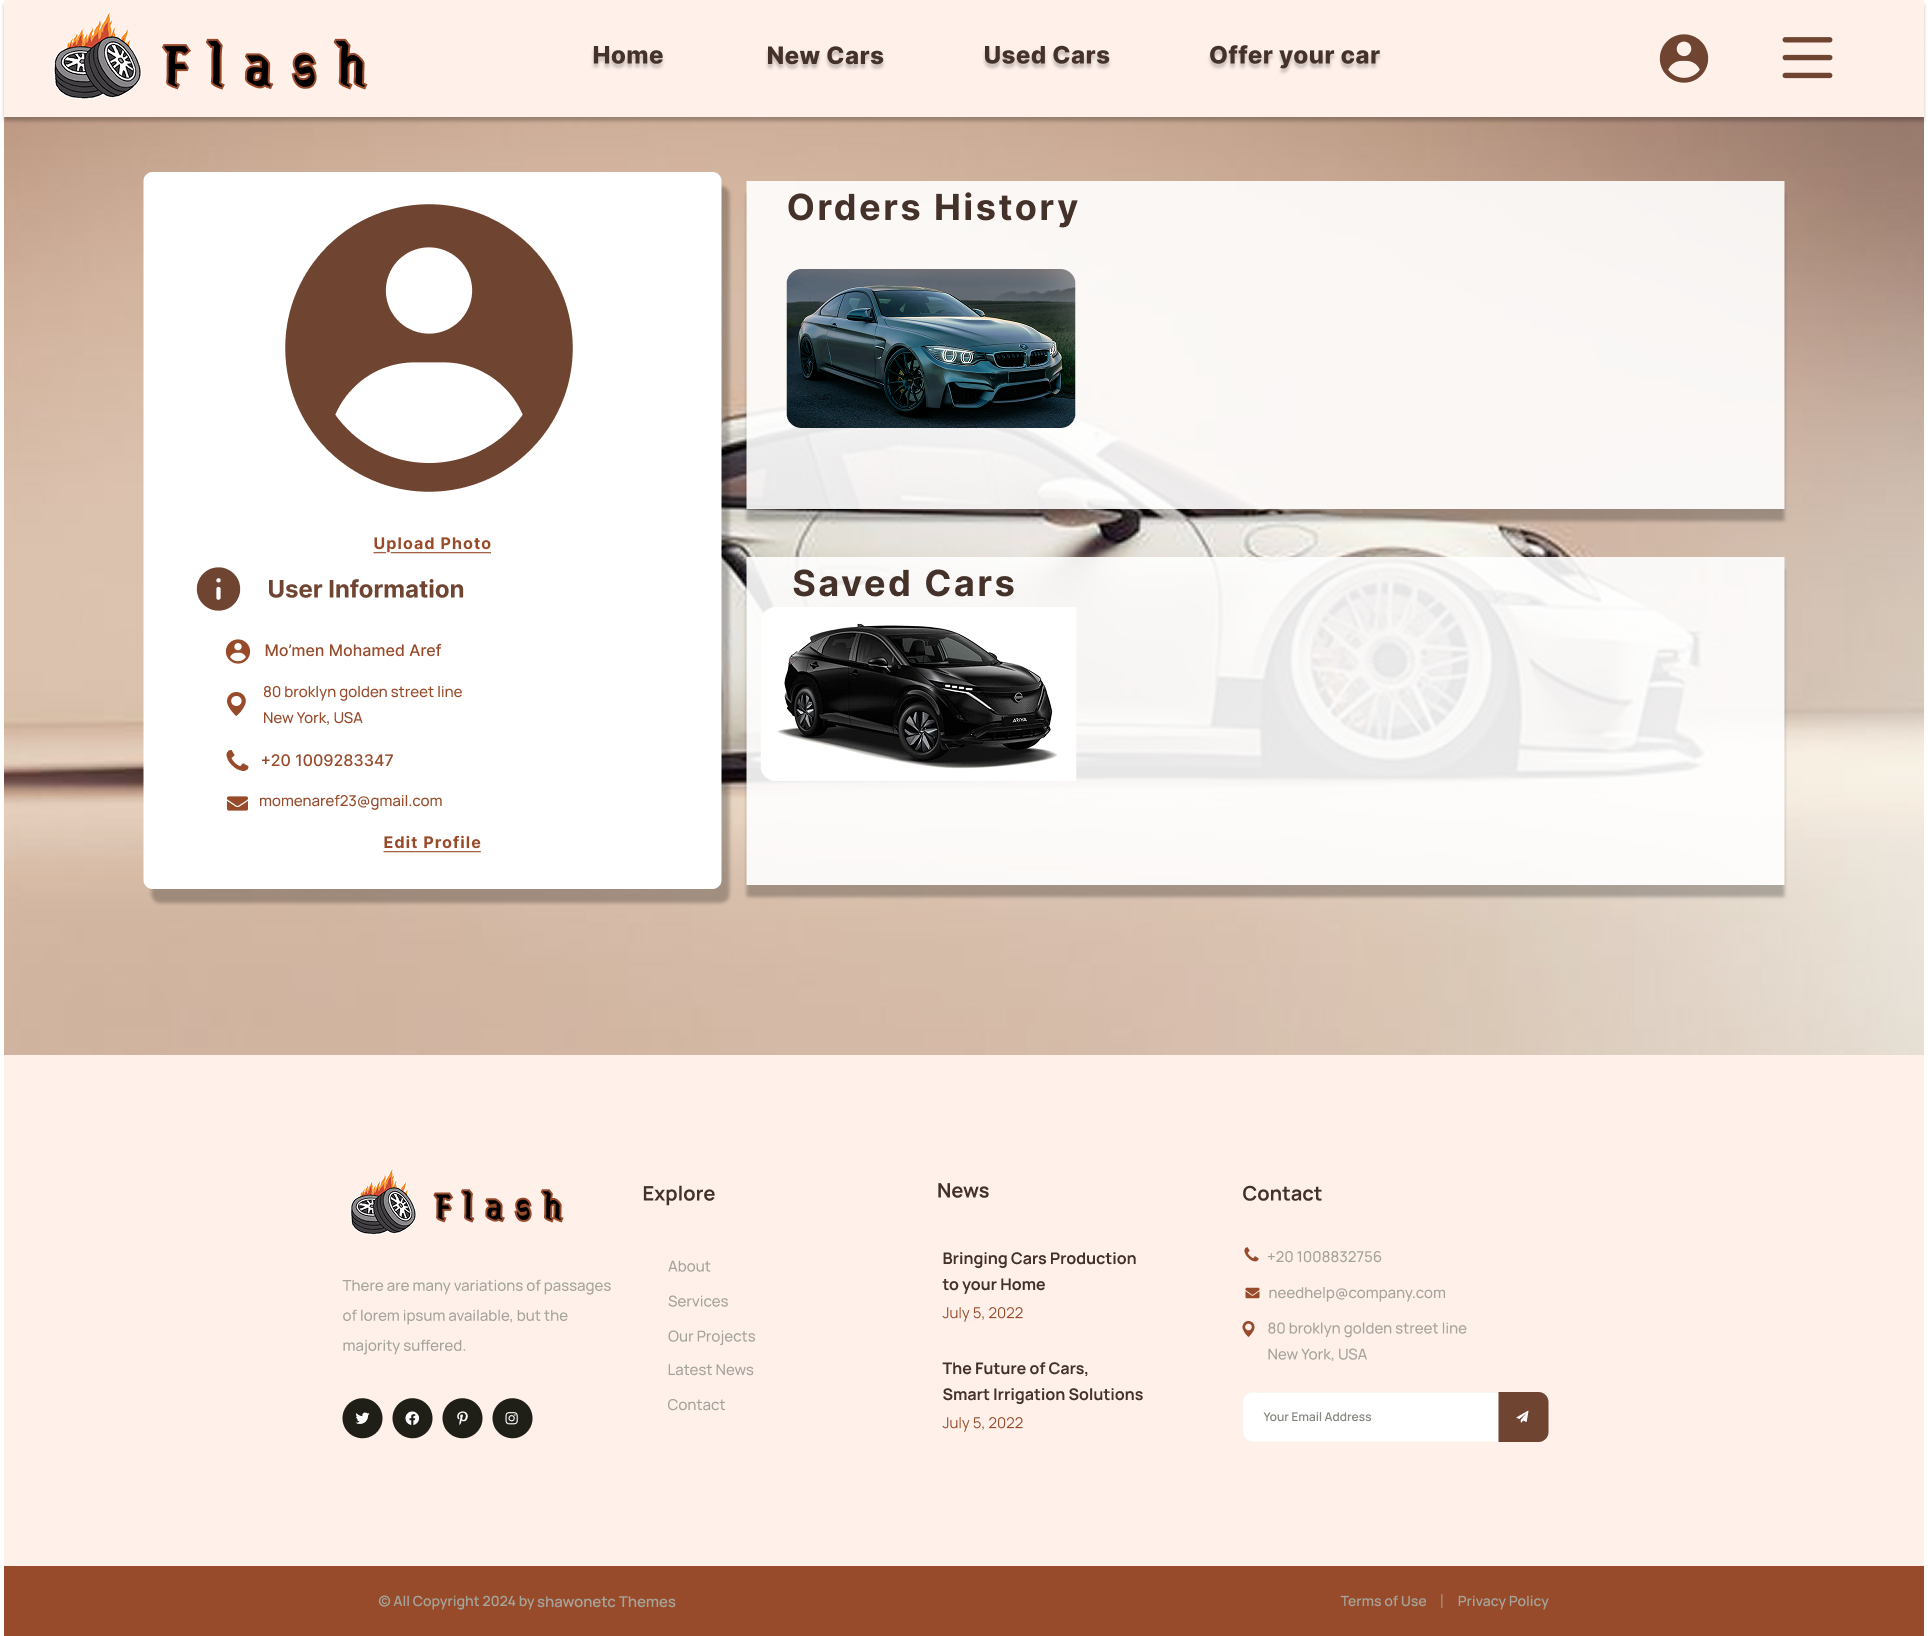 Flash
Home
New Cars
Used Cars
Offer your car
Upload Photo
User Information
Mo'men Mohamed Aref
80 broklyn golden street line
New York, USA
+20 1009283347
momenaref23@gmail.com
Edit Profile
Orders History
Saved Cars
ARIYA
Flash
There are many variations of passages
of lorem ipsum available, but the
majority suffered.
Explore
About
Services
Our Projects
Latest News
Contact
News
Bringing Cars Production
to your Home
July 5, 2022
The Future of Cars,
Smart Irrigation Solutions
July 5, 2022
Contact
+20 1008832756
needhelp@company.com
80 broklyn golden street line
New York, USA
Your Email Address
© All Copyright 2024 by shawonetc Themes
Terms of Use | Privacy Policy